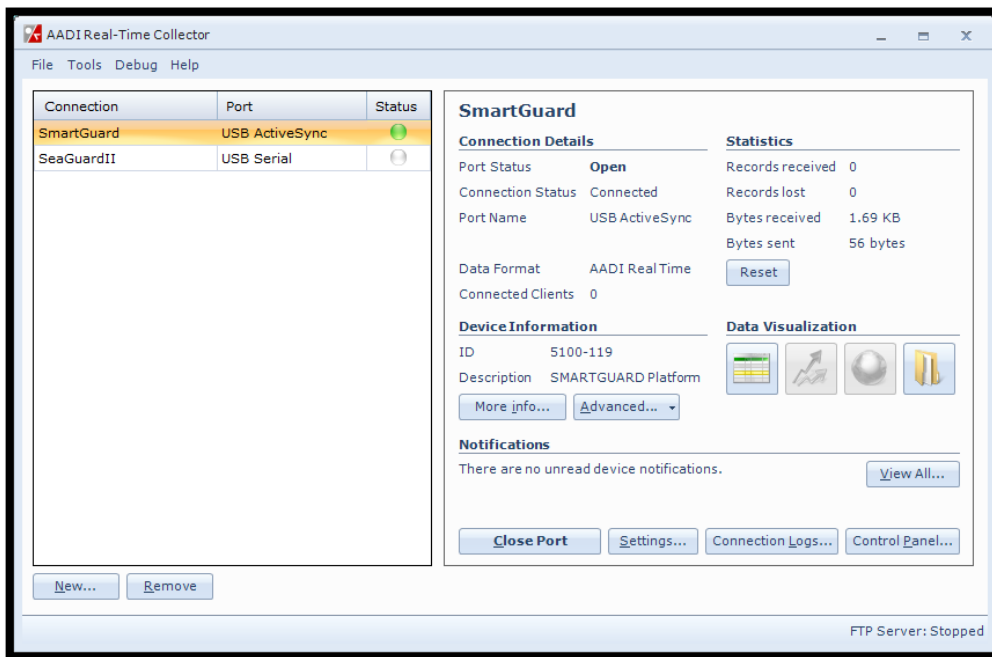 AADI Real-Time Collector
File Tools Debug Help
Connection Port Status
SmartGuard USB ActiveSync
SeaGuardII USB Serial
New... Remove
SmartGuard
Connection Details
Port Status Open
Connection Status Connected
Port Name USB ActiveSync
Data Format AADI Real Time
Connected Clients 0
Statistics
Records received 0
Records lost 0
Bytes received 1.69 KB
Bytes sent 56 bytes
Reset
Device Information
ID 5100-119
Description SMARTGUARD Platform
More info... Advanced...
Data Visualization
Notifications
There are no unread device notifications.
View All...
Close Port Settings... Connection Logs... Control Panel...
FTP Server: Stopped